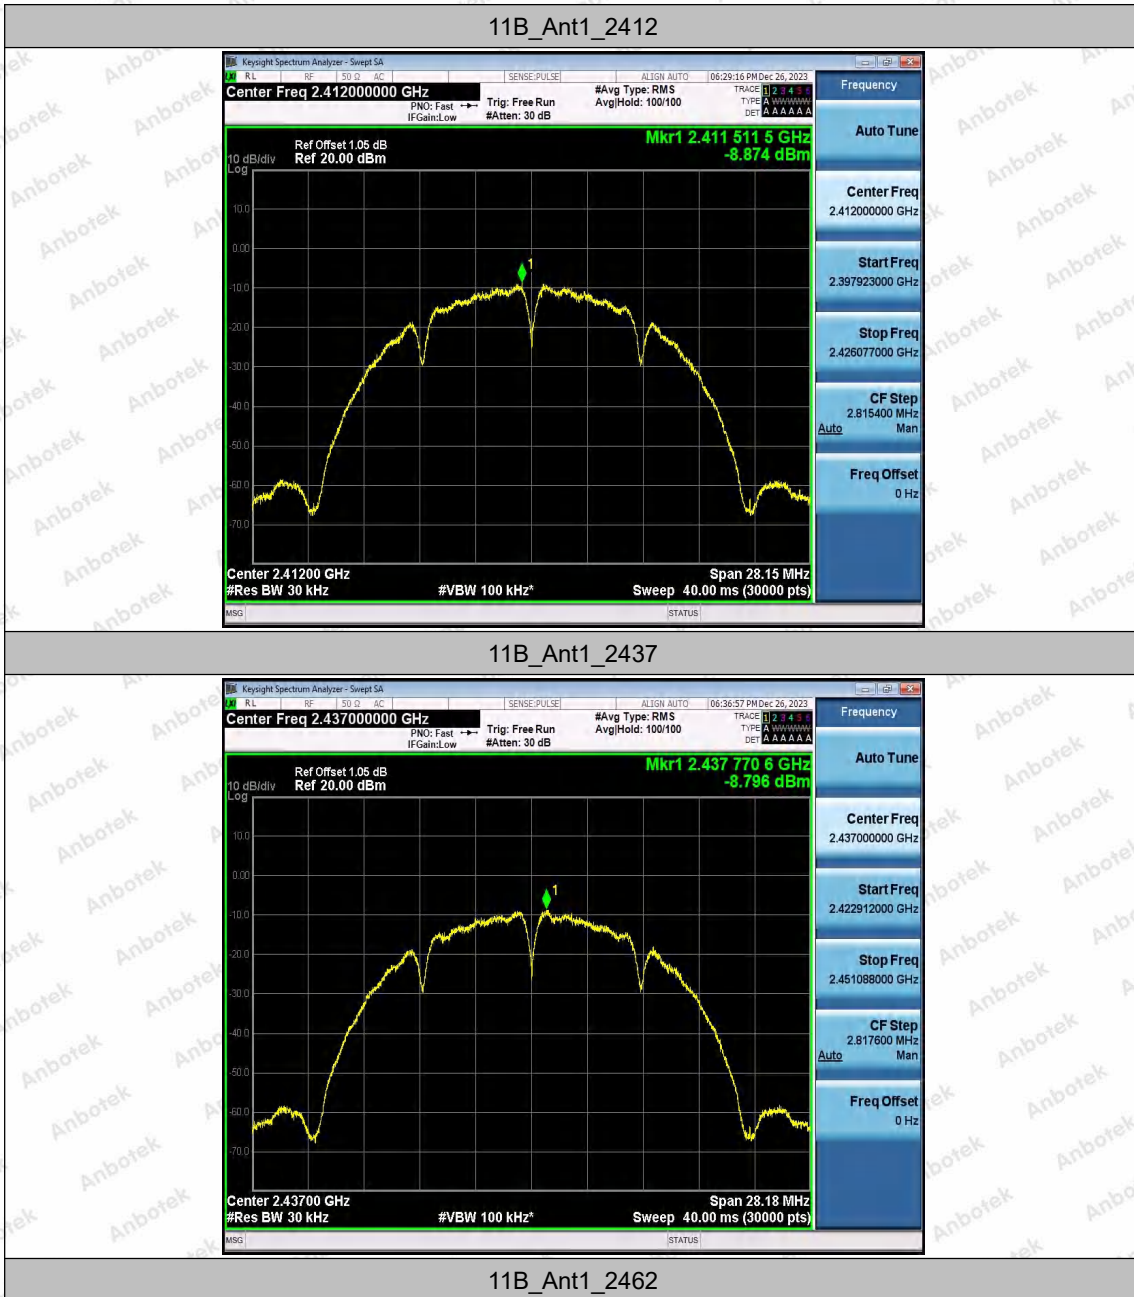 11B_Ant1_2412
Keysight Spectrum Analyzer - Swept SA
LXI RL RF 50 Ω AC SENSE:PULSE ALIGN AUTO 06:29:16 PM Dec 26, 2023
Center Freq 2.412000000 GHz
PNO: Fast
IFGain:Low
Trig: Free Run
#Atten: 30 dB
#Avg Type: RMS
Avg|Hold: 100/100
TRACE 1 2 3 4 5 6
TYPE A WWWWW
DET A A A A A A
Frequency
Mkr1 2.411 511 5 GHz
-8.874 dBm
Ref Offset 1.05 dB
10 dB/div Ref 20.00 dBm
Log
10.0
0.00
-10.0
-20.0
-30.0
-40.0
-50.0
-60.0
-70.0
1
Center 2.41200 GHz Span 28.15 MHz
#Res BW 30 kHz #VBW 100 kHz* Sweep 40.00 ms (30000 pts)
MSG STATUS
Auto Tune
Center Freq
2.412000000 GHz
Start Freq
2.397923000 GHz
Stop Freq
2.426077000 GHz
CF Step
2.815400 MHz
Auto Man
Freq Offset
0 Hz
11B_Ant1_2437
Keysight Spectrum Analyzer - Swept SA
LXI RL RF 50 Ω AC SENSE:PULSE ALIGN AUTO 06:36:57 PM Dec 26, 2023
Center Freq 2.437000000 GHz
PNO: Fast
IFGain:Low
Trig: Free Run
#Atten: 30 dB
#Avg Type: RMS
Avg|Hold: 100/100
TRACE 1 2 3 4 5 6
TYPE A WWWWW
DET A A A A A A
Frequency
Mkr1 2.437 770 6 GHz
-8.796 dBm
Ref Offset 1.05 dB
10 dB/div Ref 20.00 dBm
Log
10.0
0.00
-10.0
-20.0
-30.0
-40.0
-50.0
-60.0
-70.0
1
Center 2.43700 GHz Span 28.18 MHz
#Res BW 30 kHz #VBW 100 kHz* Sweep 40.00 ms (30000 pts)
MSG STATUS
Auto Tune
Center Freq
2.437000000 GHz
Start Freq
2.422912000 GHz
Stop Freq
2.451088000 GHz
CF Step
2.817600 MHz
Auto Man
Freq Offset
0 Hz
11B_Ant1_2462
Anbotek